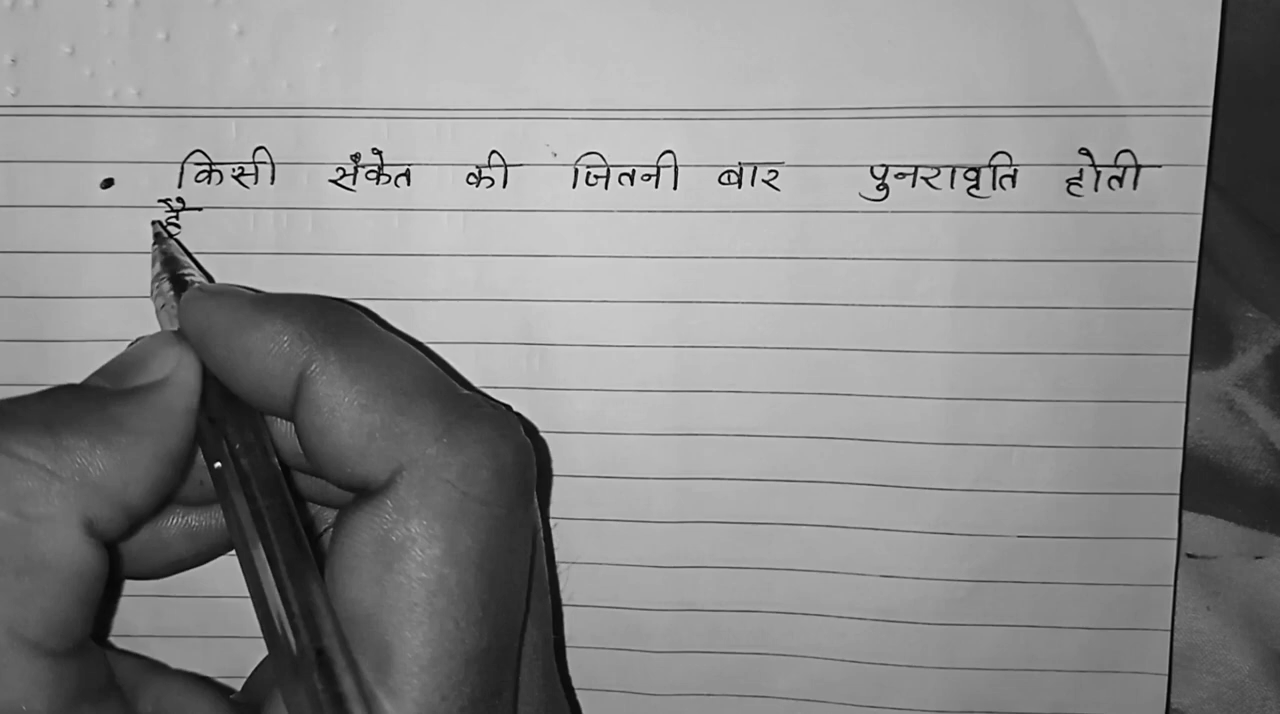 • किसी संकेत की जितनी बार पुनरावृति होती
है